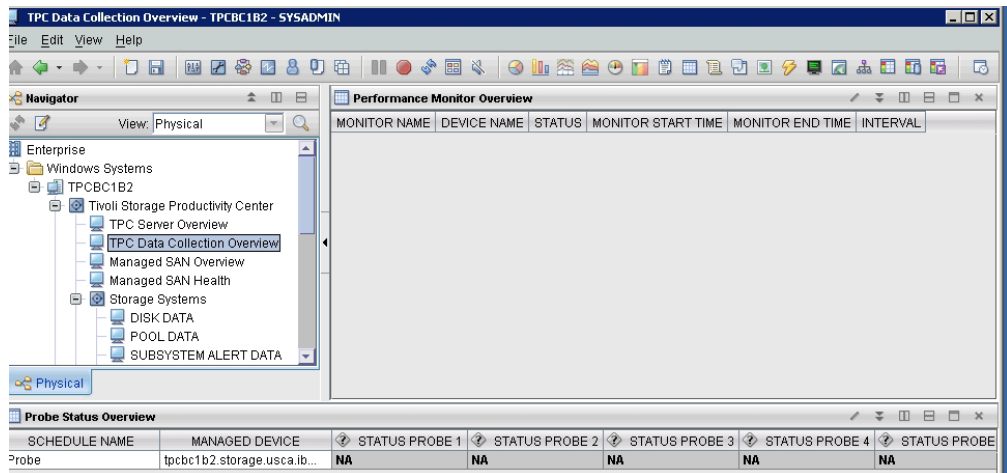 TPC Data Collection Overview - TPCBC1B2 - SYSADMIN
File Edit View Help
Navigator
View: Physical
Enterprise
Windows Systems
TPCBC1B2
Tivoli Storage Productivity Center
TPC Server Overview
TPC Data Collection Overview
Managed SAN Overview
Managed SAN Health
Storage Systems
DISK DATA
POOL DATA
SUBSYSTEM ALERT DATA
Physical
Performance Monitor Overview
MONITOR NAME DEVICE NAME STATUS MONITOR START TIME MONITOR END TIME INTERVAL
Probe Status Overview
SCHEDULE NAME MANAGED DEVICE STATUS PROBE 1 STATUS PROBE 2 STATUS PROBE 3 STATUS PROBE 4 STATUS PROBE
Probe tpcbc1b2.storage.usca.ib... NA NA NA NA NA